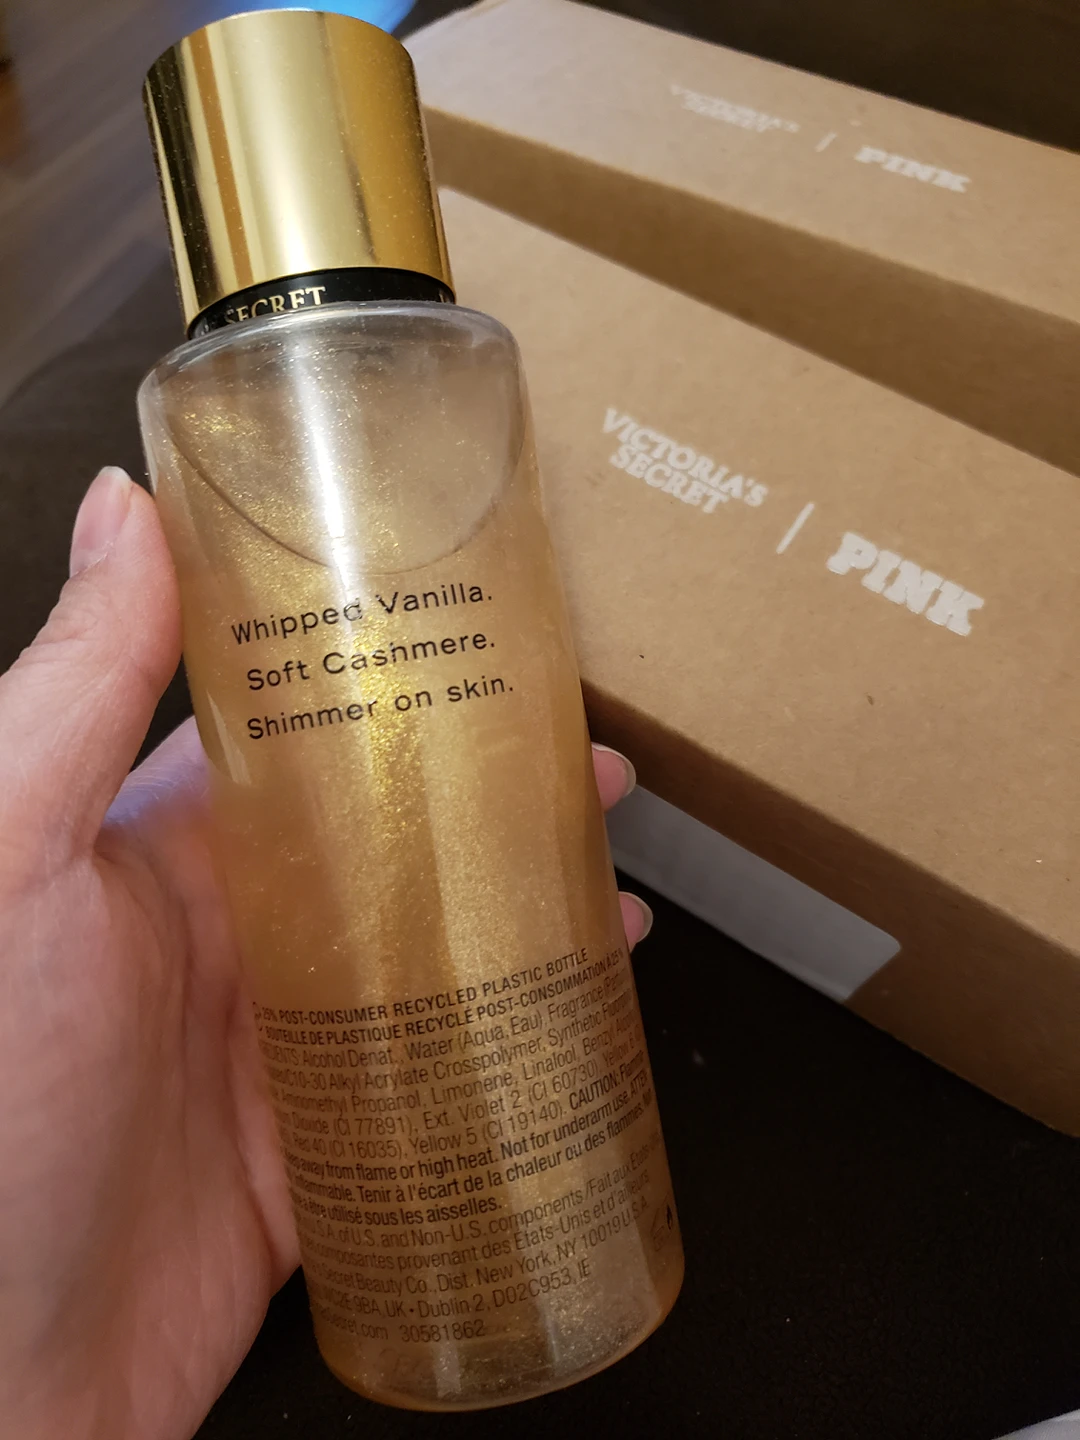 SECRET
Whipped Vanilla.
Soft Cashmere.
Shimmer on skin.
25% POST-CONSUMER RECYCLED PLASTIC BOTTLE
BOUTEILLE DE PLASTIQUE RECYCLÉ POST-CONSOMMATION À 25%
Alcohol Denat., Water (Aqua, Eau), Fragrance
C10-30 Alkyl Acrylate Crosspolymer, Synthetic
Aminomethyl Propanol, Limonene, Linalool, Benzyl
Dioxide (CI 77891), Ext. Violet 2 (CI 60730), Yellow
Red 40 (CI 16035), Yellow 5 (CI 19140). CAUTION:
away from flame or high heat. Not for underarm use.
Tenir à l'écart de la chaleur ou des flammes.
être utilisé sous les aisselles.
of U.S. and Non-U.S. components / Fait aux
composantes provenant des États-Unis et d'ailleurs.
Secret Beauty Co., Dist. New York, NY 10019 U.S.A.
WC2E 9BA, UK • Dublin 2, D02C953, IE
30581862
VICTORIA'S
SECRET | PINK
VICTORIA'S
SECRET | PINK